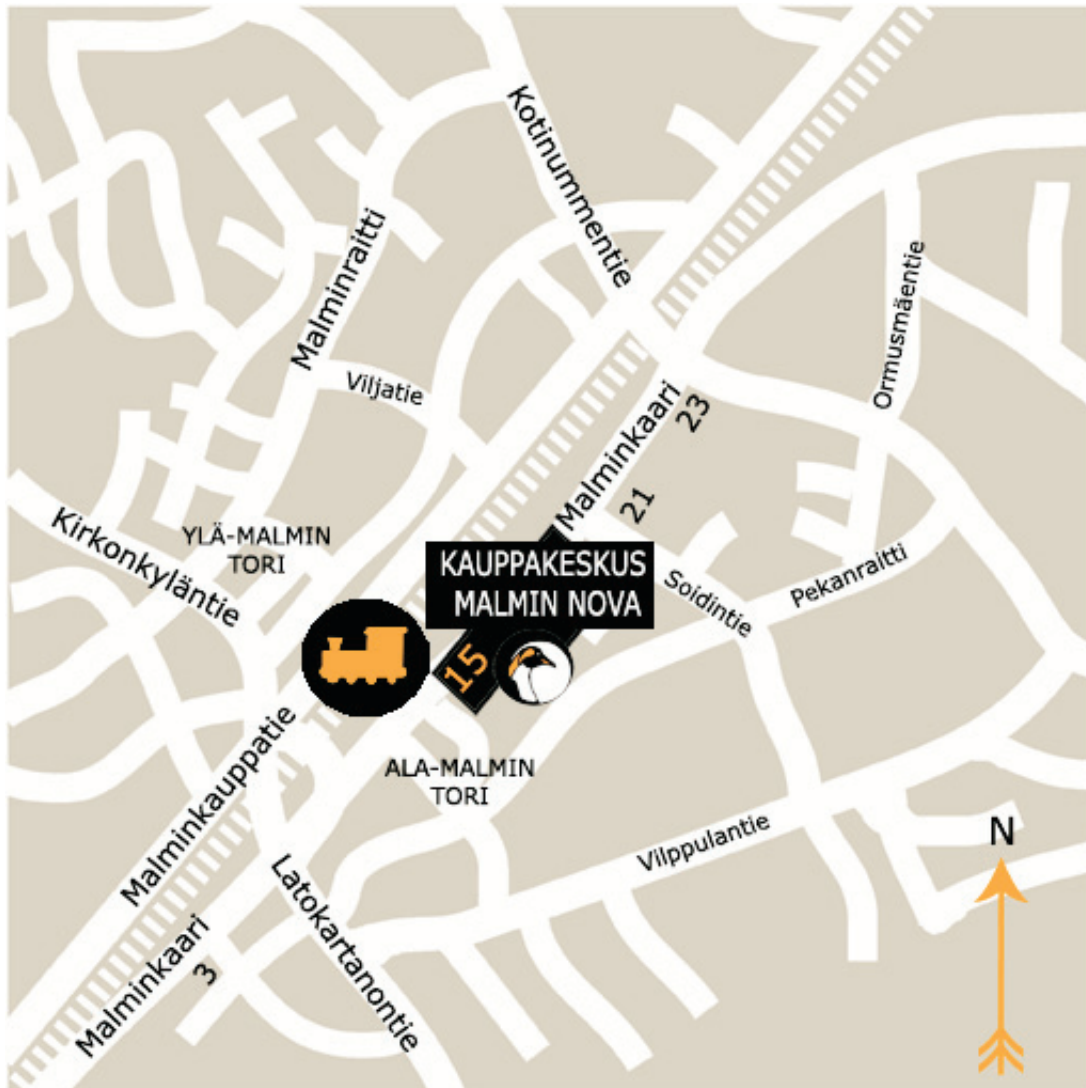 Kotinummentie
Malminraitti
Ormusmäentie
Viljatie
Malminkaari
23
21
Kirkonkyläntie
YLÄ-MALMIN
TORI
KAUPPAKESKUS
MALMIN NOVA
Soidintie
Pekanraitti
15
Malminkauppatie
ALA-MALMIN
TORI
Vilppulantie
N
Latokartanontie
Malminkaari
3